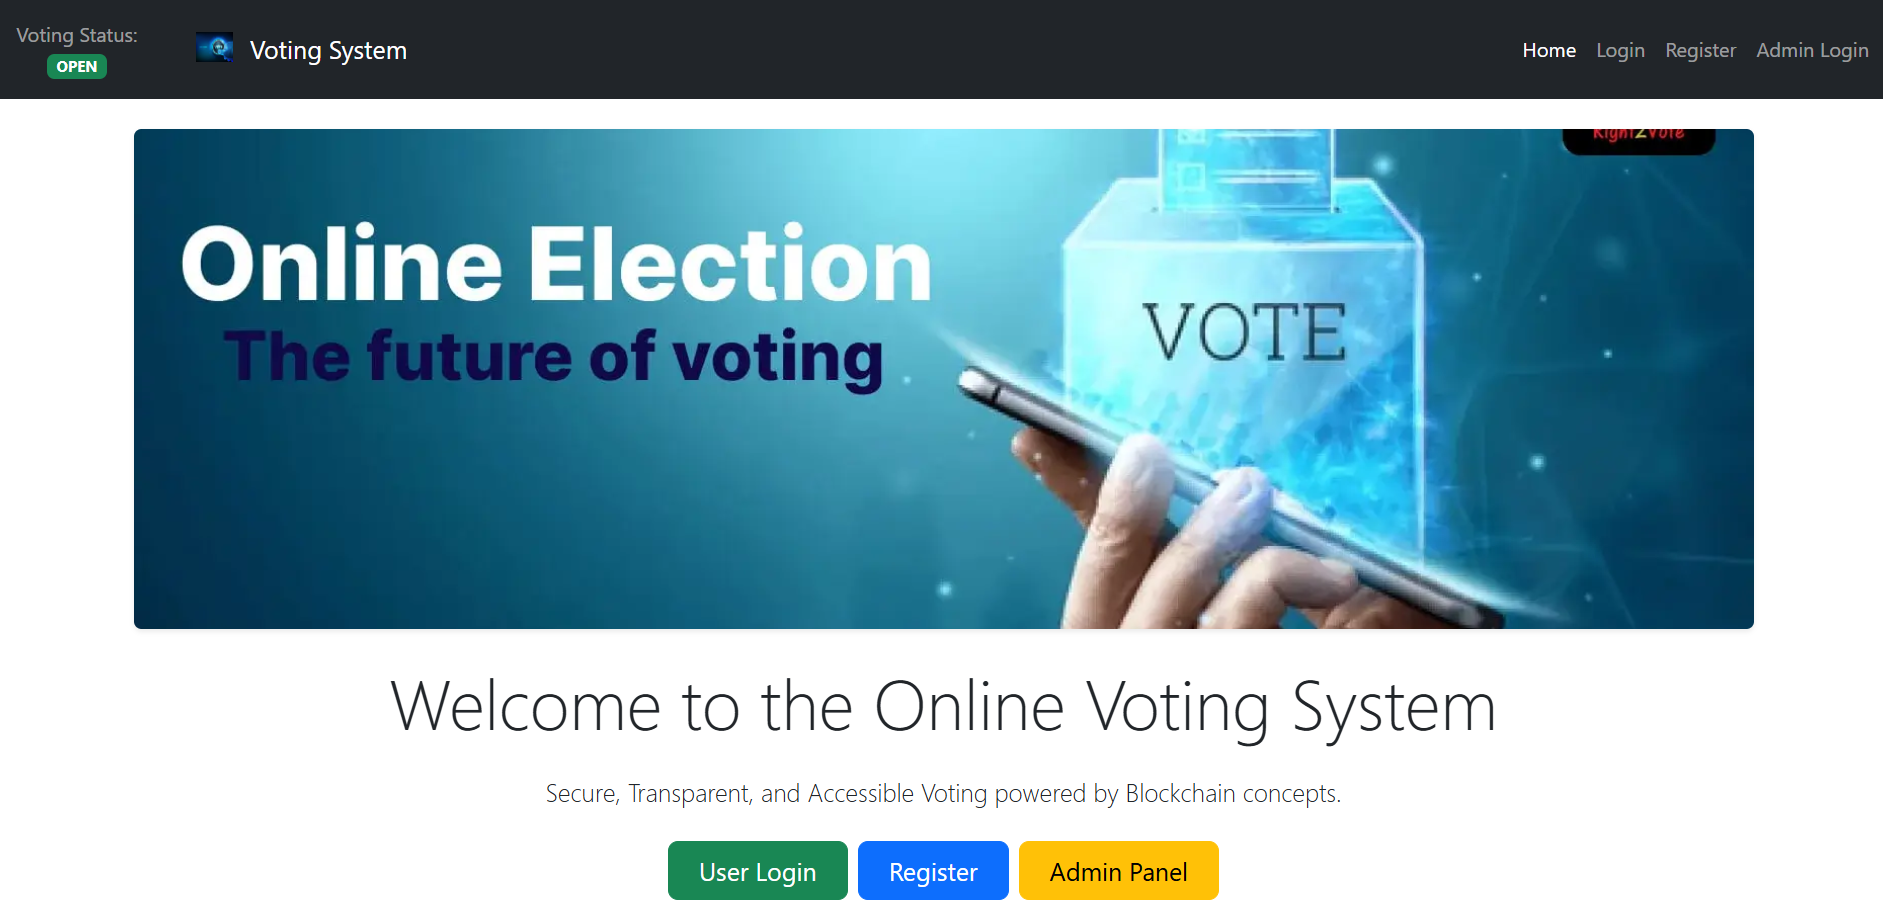 Voting Status:
OPEN
Voting System
Home Login Register Admin Login
Right2Vote
Online Election
The future of voting
VOTE
Welcome to the Online Voting System
Secure, Transparent, and Accessible Voting powered by Blockchain concepts.
User Login
Register
Admin Panel